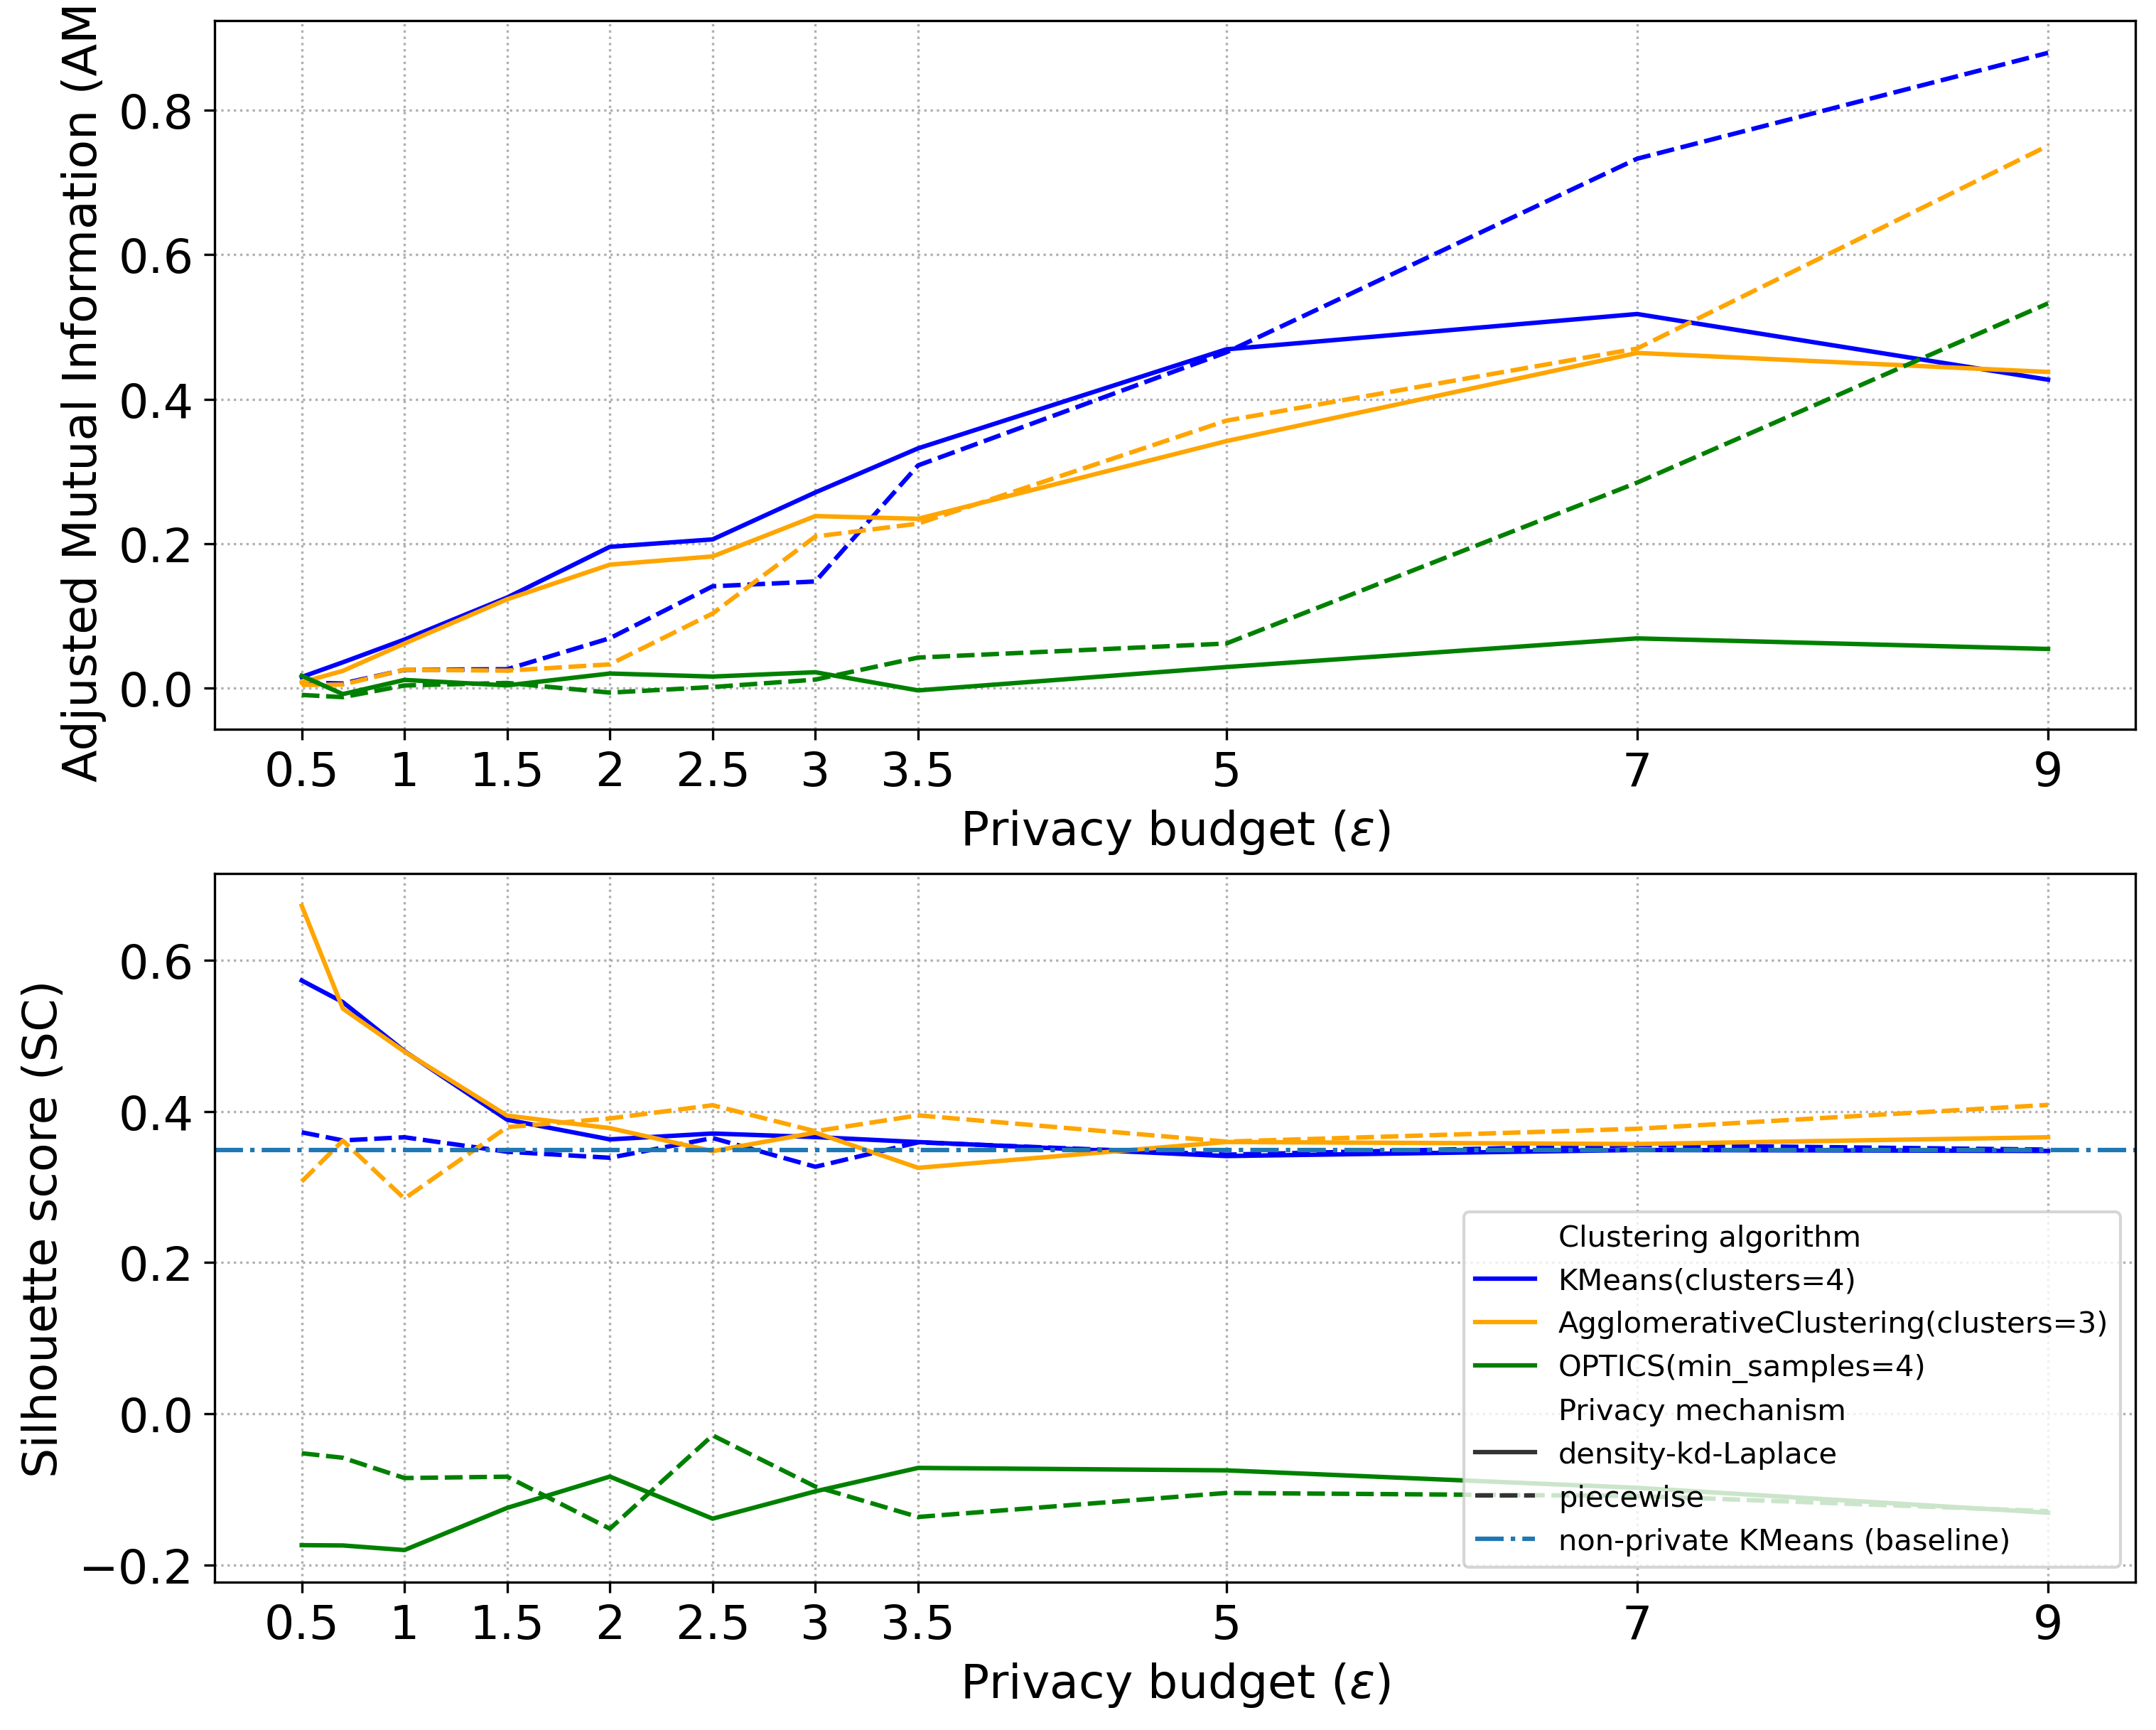 Adjusted Mutual Information (AM
0.8
0.6
0.4
0.2
0.0
0.5 1 1.5 2 2.5 3 3.5 5 7 9
Privacy budget (ε)
Silhouette score (SC)
0.6
0.4
0.2
0.0
−0.2
Clustering algorithm
KMeans(clusters=4)
AgglomerativeClustering(clusters=3)
OPTICS(min_samples=4)
Privacy mechanism
density-kd-Laplace
piecewise
non-private KMeans (baseline)
0.5 1 1.5 2 2.5 3 3.5 5 7 9
Privacy budget (ε)